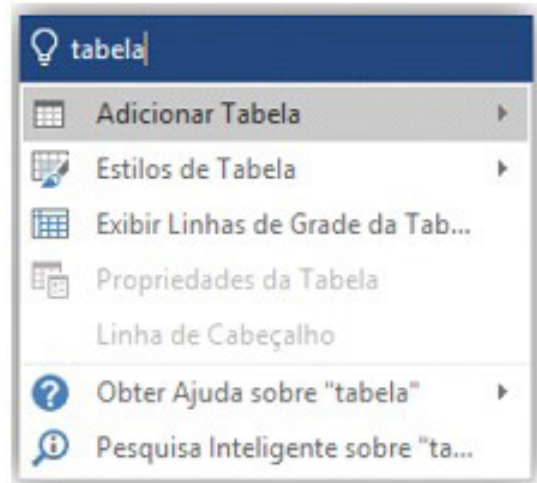 tabela
Adicionar Tabela
Estilos de Tabela
Exibir Linhas de Grade da Tab...
Propriedades da Tabela
Linha de Cabeçalho
Obter Ajuda sobre "tabela"
Pesquisa Inteligente sobre "ta...